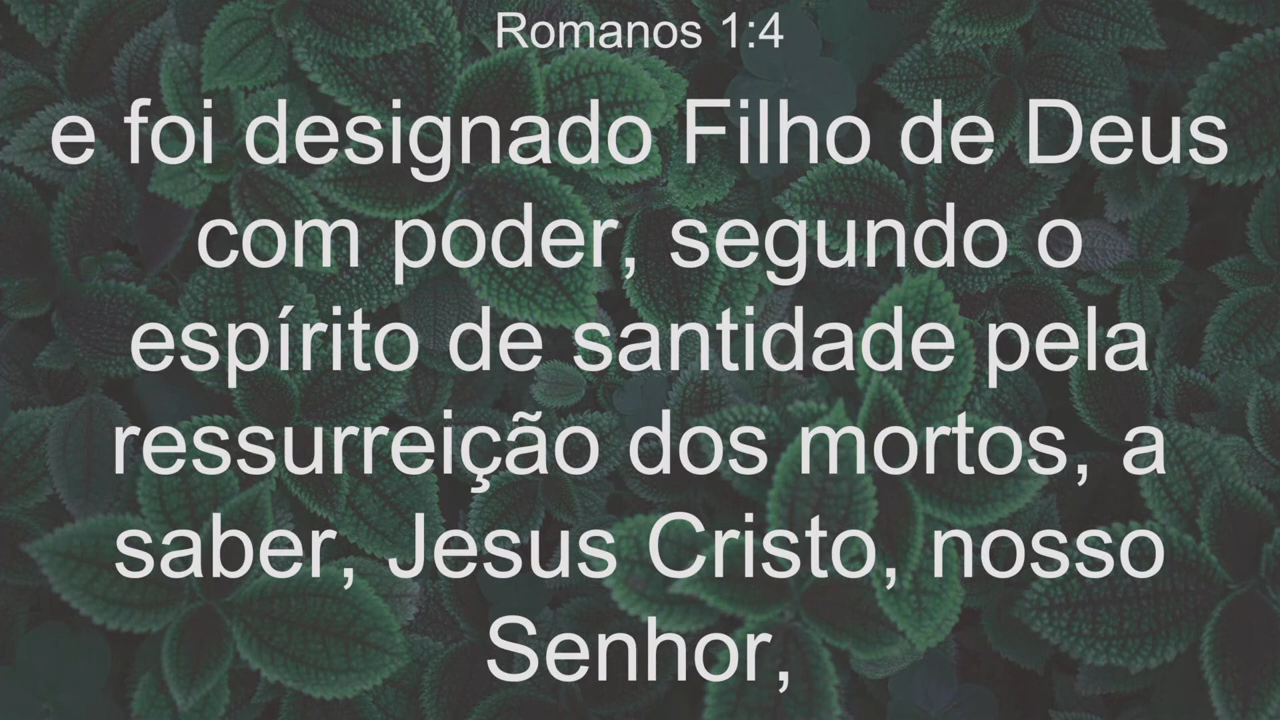 Romanos 1:4
e foi designado Filho de Deus
com poder, segundo o
espírito de santidade pela
ressurreição dos mortos, a
saber, Jesus Cristo, nosso
Senhor,